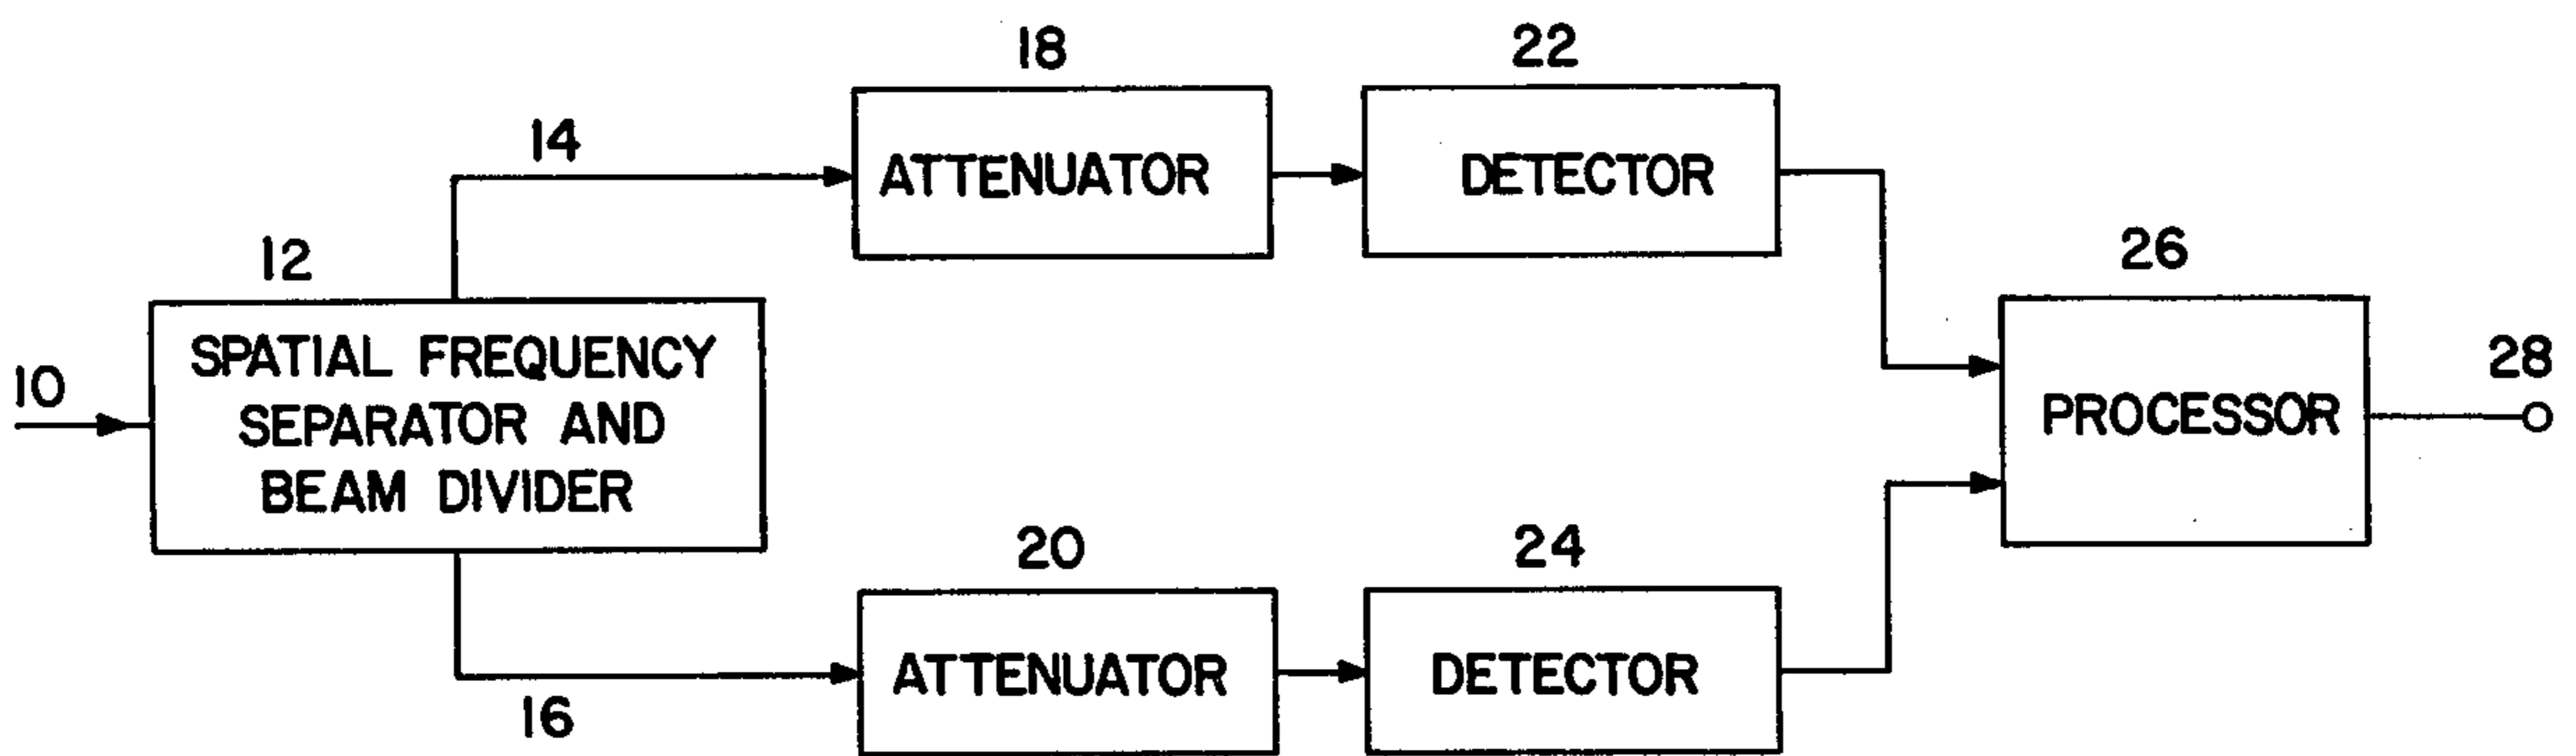 18
22
14
ATTENUATOR
DETECTOR
12
26
10
SPATIAL FREQUENCY
SEPARATOR AND
BEAM DIVIDER
PROCESSOR
28
20
24
16
ATTENUATOR
DETECTOR